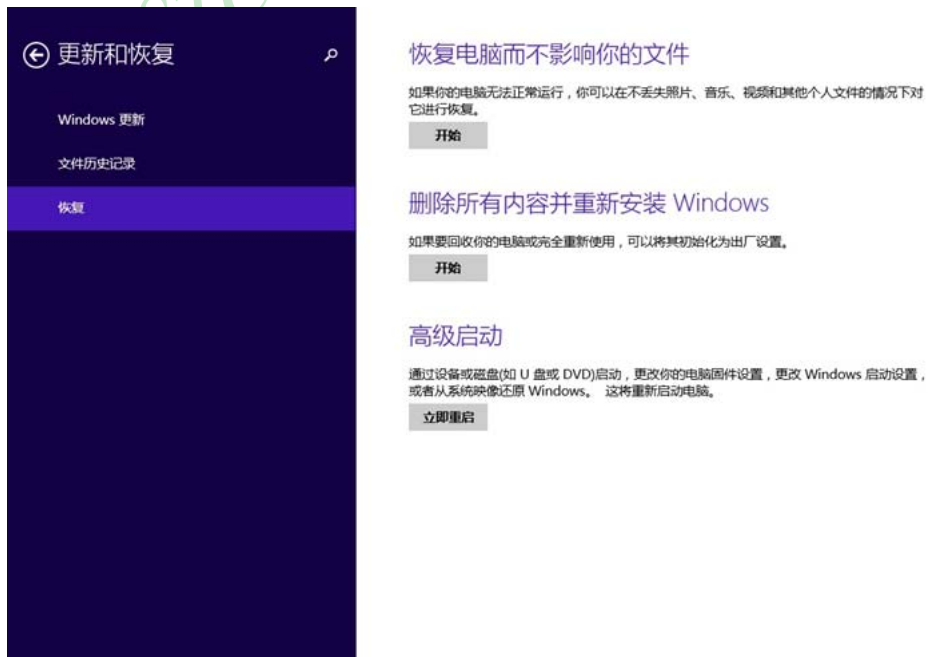 更新和恢复
Windows 更新
文件历史记录
恢复
恢复电脑而不影响你的文件
如果你的电脑无法正常运行，你可以在不丢失照片、音乐、视频和其他个人文件的情况下对
它进行恢复。
开始
删除所有内容并重新安装 Windows
如果要回收你的电脑或完全重新使用，可以将其初始化为出厂设置。
开始
高级启动
通过设备或磁盘(如 U 盘或 DVD)启动，更改你的电脑固件设置，更改 Windows 启动设置，
或者从系统映像还原 Windows。 这将重新启动电脑。
立即重启